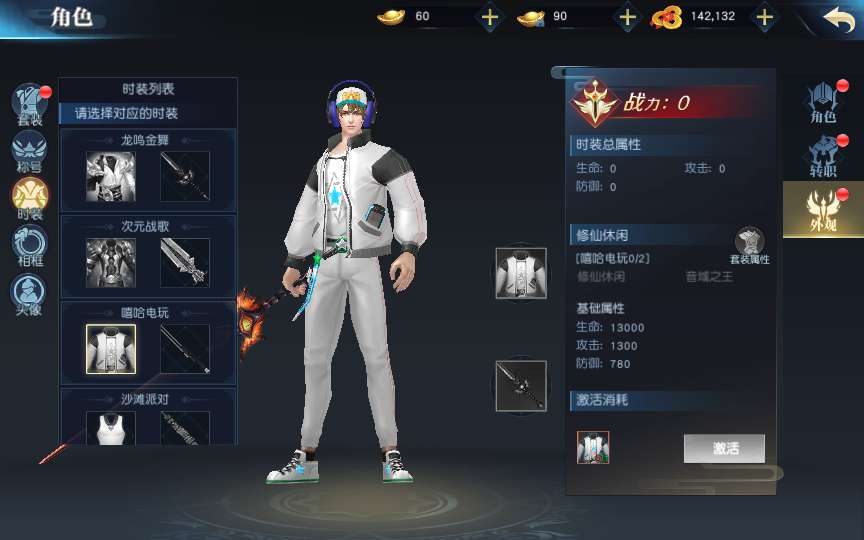 角色
60
90
142,132
套装
称号
时装
相框
头像
时装列表
请选择对应的时装
龙鸣金舞
次元战歌
嘻哈电玩
沙滩派对
战力：0
时装总属性
生命：0 攻击：0
防御：0
修仙休闲
[嘻哈电玩0/2]
套装属性
修仙休闲 音域之王
基础属性
生命：13000
攻击：1300
防御：780
激活消耗
激活
角色
转职
外观